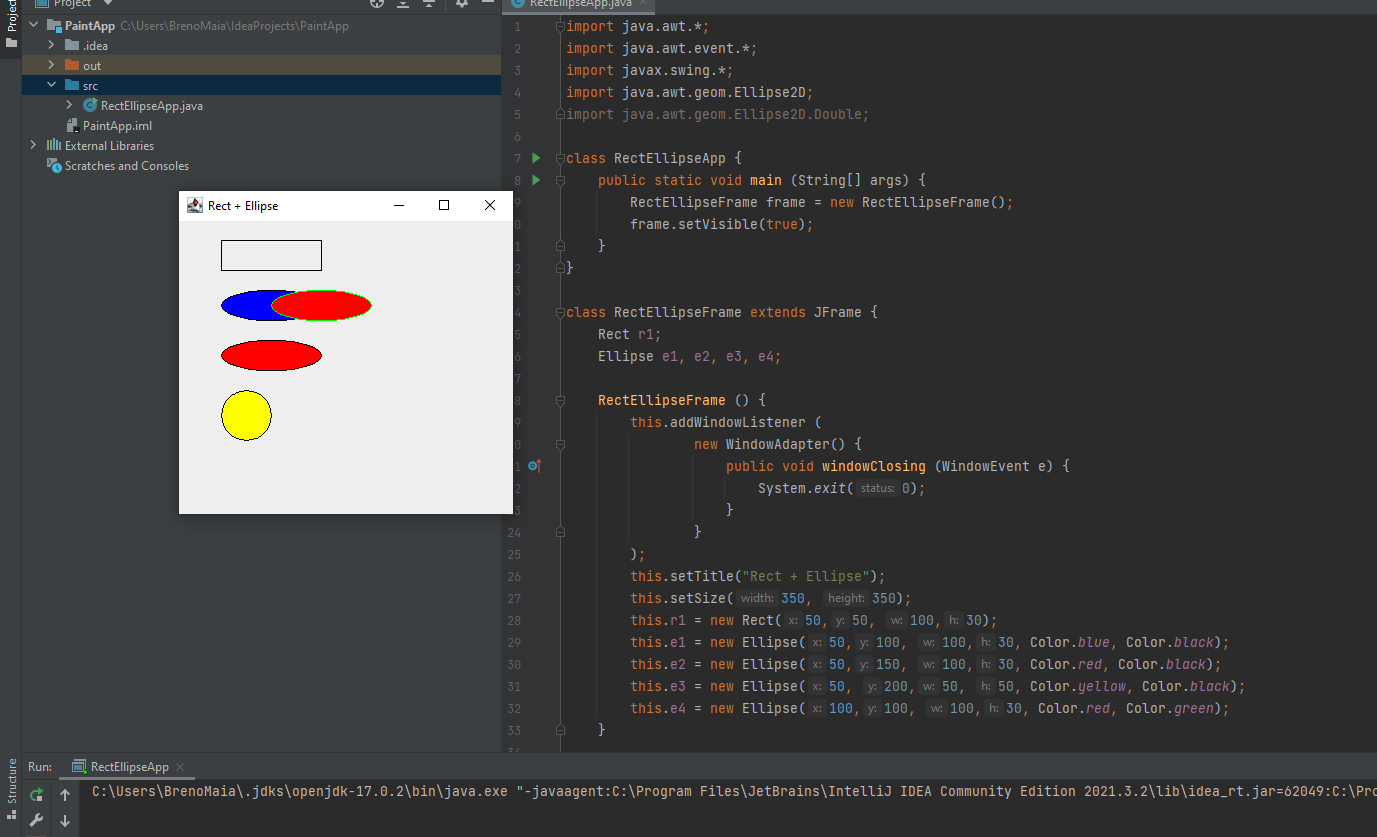 Project
RectEllipseApp.java
Project
PaintApp C:\Users\BrenoMaia\IdeaProjects\PaintApp
.idea
out
src
RectEllipseApp.java
PaintApp.iml
External Libraries
Scratches and Consoles
Rect + Ellipse
1 import java.awt.*;
2 import java.awt.event.*;
3 import javax.swing.*;
4 import java.awt.geom.Ellipse2D;
5 import java.awt.geom.Ellipse2D.Double;
6
7 class RectEllipseApp {
8 public static void main (String[] args) {
9 RectEllipseFrame frame = new RectEllipseFrame();
0 frame.setVisible(true);
1 }
2 }
3
4 class RectEllipseFrame extends JFrame {
5 Rect r1;
6 Ellipse e1, e2, e3, e4;
7
8 RectEllipseFrame () {
9 this.addWindowListener (
0 new WindowAdapter() {
1 public void windowClosing (WindowEvent e) {
2 System.exit( status: 0);
3 }
24 }
25 );
26 this.setTitle("Rect + Ellipse");
27 this.setSize( width: 350, height: 350);
28 this.r1 = new Rect( x: 50, y: 50, w: 100, h: 30);
29 this.e1 = new Ellipse( x: 50, y: 100, w: 100, h: 30, Color.blue, Color.black);
30 this.e2 = new Ellipse( x: 50, y: 150, w: 100, h: 30, Color.red, Color.black);
31 this.e3 = new Ellipse( x: 50, y: 200, w: 50, h: 50, Color.yellow, Color.black);
32 this.e4 = new Ellipse( x: 100, y: 100, w: 100, h: 30, Color.red, Color.green);
33 }
Structure
Run: RectEllipseApp
C:\Users\BrenoMaia\.jdks\openjdk-17.0.2\bin\java.exe "-javaagent:C:\Program Files\JetBrains\IntelliJ IDEA Community Edition 2021.3.2\lib\idea_rt.jar=62049:C:\Pro